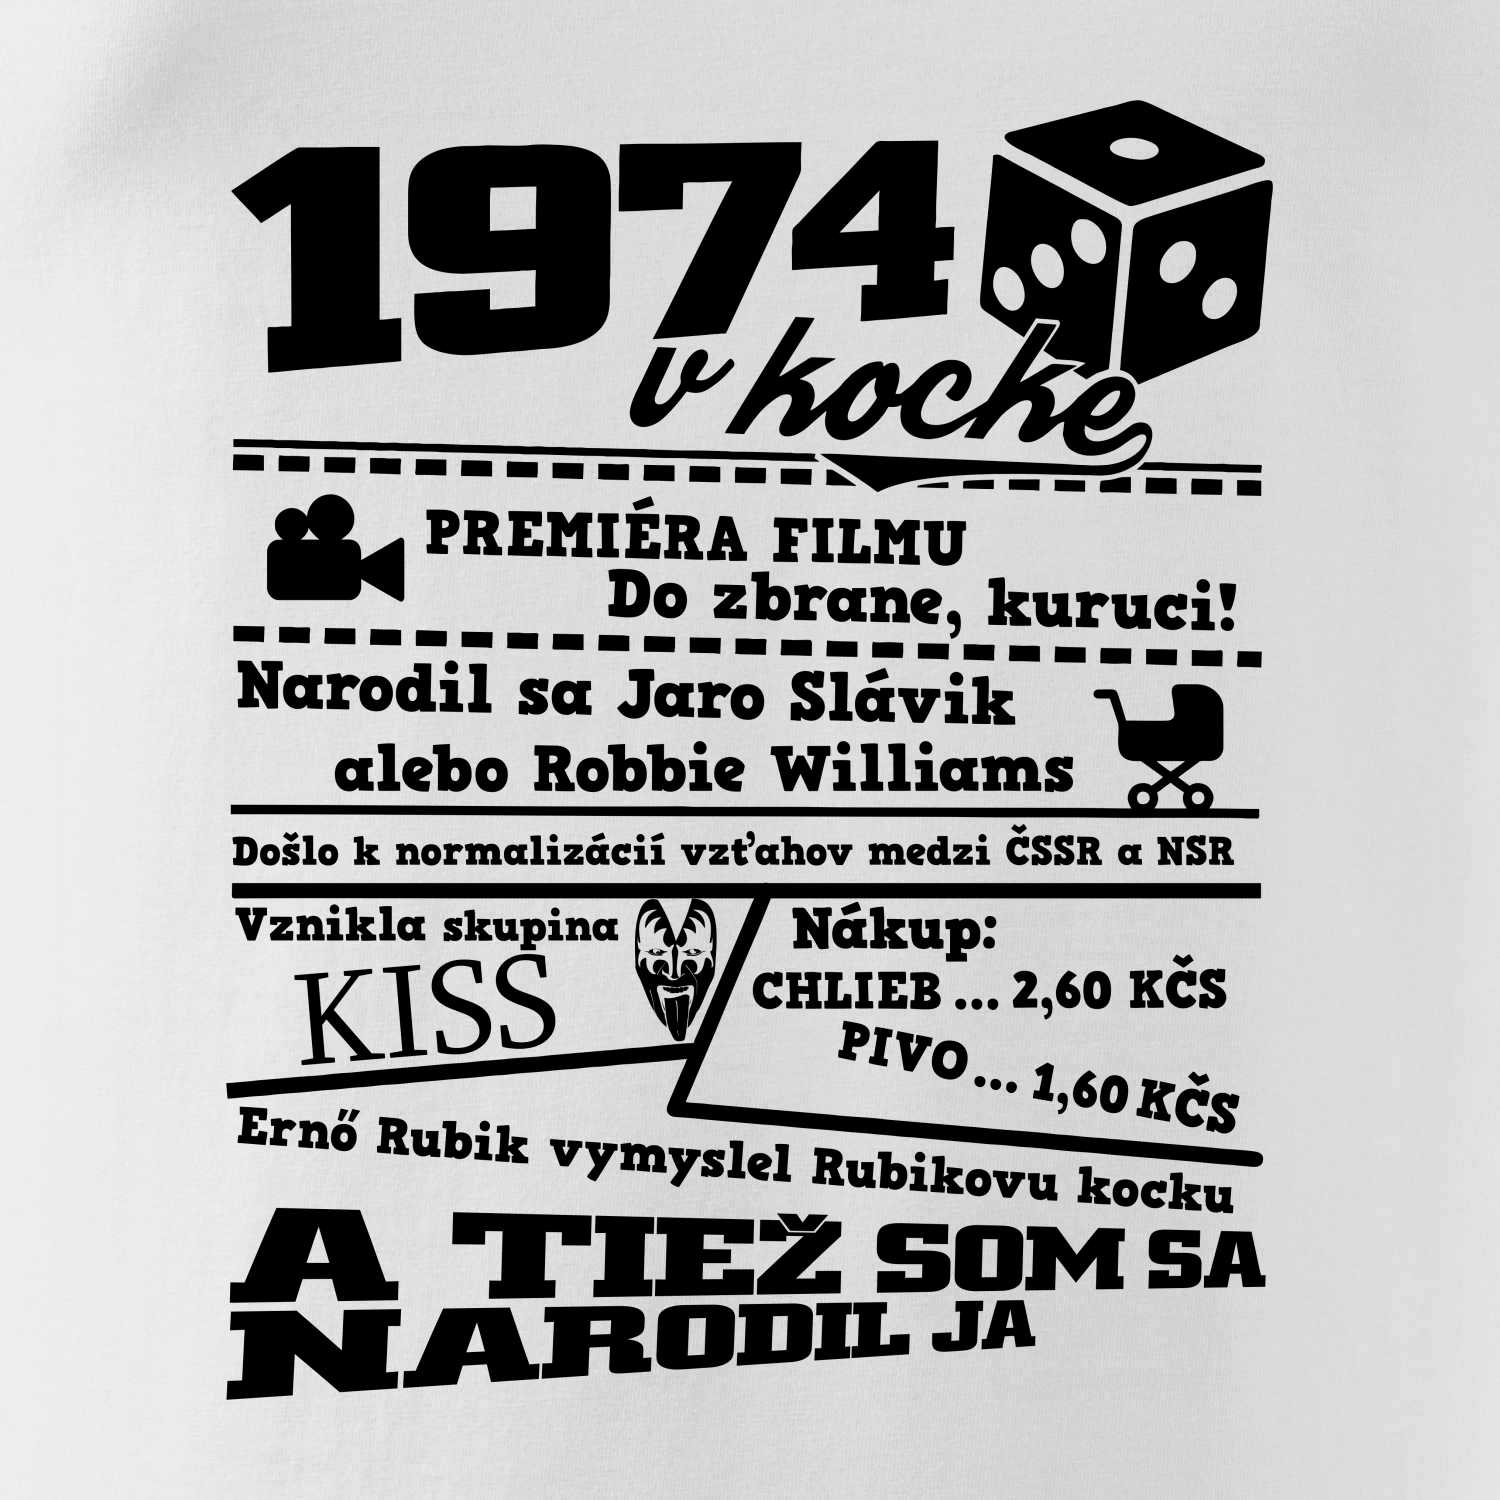 1974
v kocke
PREMIÉRA FILMU
Do zbrane, kuruci!
Narodil sa Jaro Slávik
alebo Robbie Williams
Došlo k normalizácií vzťahov medzi ČSSR a NSR
Vznikla skupina
KISS
Nákup:
CHLIEB ... 2,60 KČS
PIVO ... 1,60 KČS
Ernő Rubik vymyslel Rubikovu kocku
A TIEŽ SOM SA
NARODIL JA